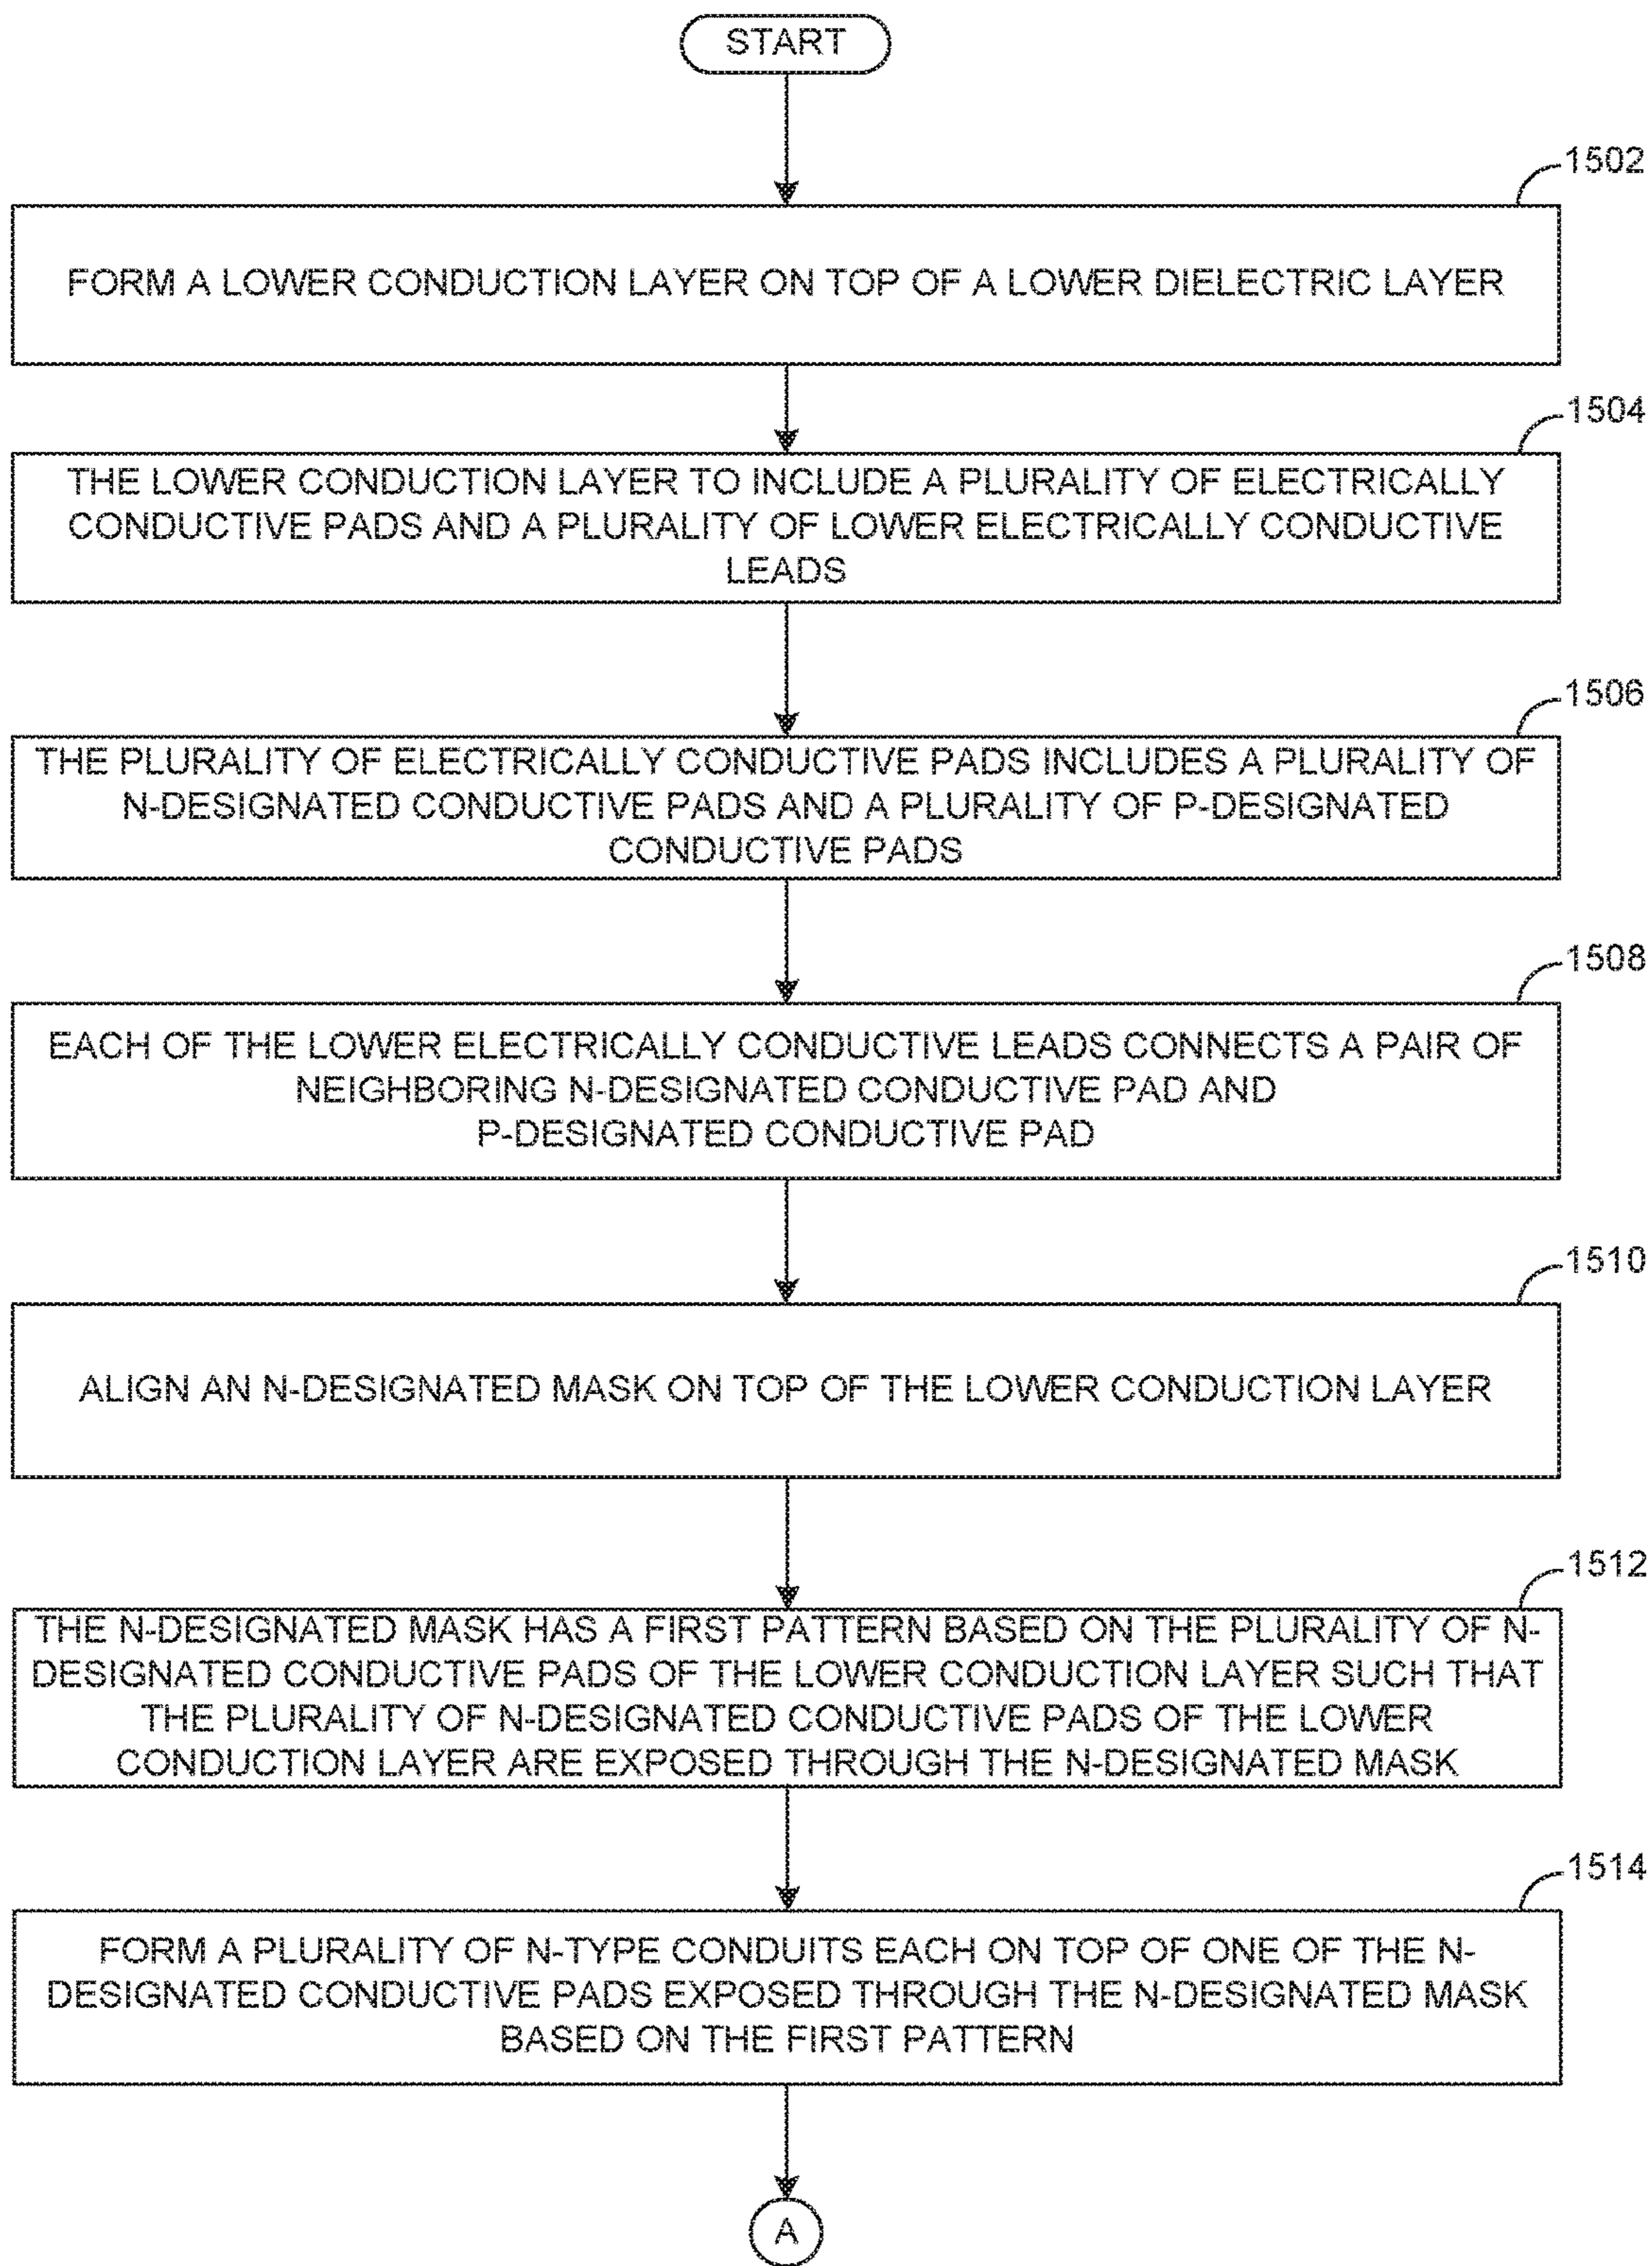 START
1502
FORM A LOWER CONDUCTION LAYER ON TOP OF A LOWER DIELECTRIC LAYER
1504
THE LOWER CONDUCTION LAYER TO INCLUDE A PLURALITY OF ELECTRICALLY
CONDUCTIVE PADS AND A PLURALITY OF LOWER ELECTRICALLY CONDUCTIVE
LEADS
1506
THE PLURALITY OF ELECTRICALLY CONDUCTIVE PADS INCLUDES A PLURALITY OF
N-DESIGNATED CONDUCTIVE PADS AND A PLURALITY OF P-DESIGNATED
CONDUCTIVE PADS
1508
EACH OF THE LOWER ELECTRICALLY CONDUCTIVE LEADS CONNECTS A PAIR OF
NEIGHBORING N-DESIGNATED CONDUCTIVE PAD AND
P-DESIGNATED CONDUCTIVE PAD
1510
ALIGN AN N-DESIGNATED MASK ON TOP OF THE LOWER CONDUCTION LAYER
1512
THE N-DESIGNATED MASK HAS A FIRST PATTERN BASED ON THE PLURALITY OF N-
DESIGNATED CONDUCTIVE PADS OF THE LOWER CONDUCTION LAYER SUCH THAT
THE PLURALITY OF N-DESIGNATED CONDUCTIVE PADS OF THE LOWER
CONDUCTION LAYER ARE EXPOSED THROUGH THE N-DESIGNATED MASK
1514
FORM A PLURALITY OF N-TYPE CONDUITS EACH ON TOP OF ONE OF THE N-
DESIGNATED CONDUCTIVE PADS EXPOSED THROUGH THE N-DESIGNATED MASK
BASED ON THE FIRST PATTERN
A